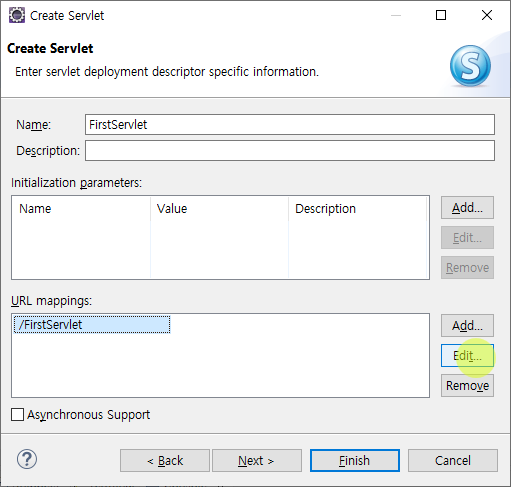 Create Servlet
Create Servlet
Enter servlet deployment descriptor specific information.
S
Name: FirstServlet
Description:
Initialization parameters:
Name Value Description
Add...
Edit...
Remove
URL mappings:
/FirstServlet
Add...
Edit...
Remove
Asynchronous Support
? < Back Next > Finish Cancel